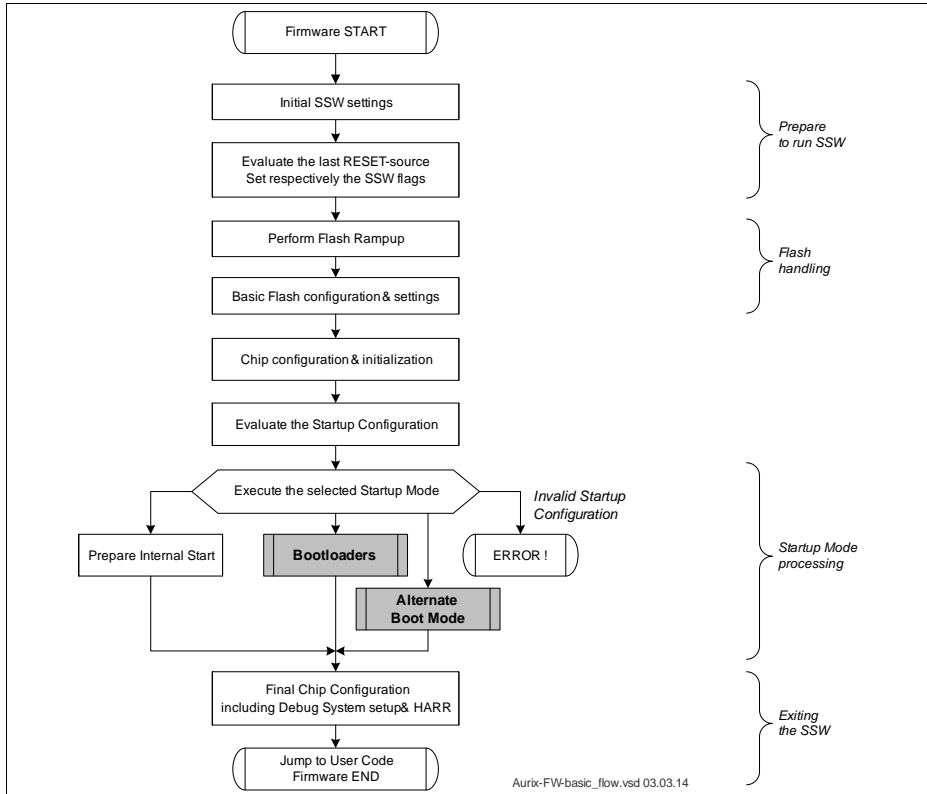 Firmware START
Initial SSW settings
Evaluate the last RESET-source
Set respectively the SSW flags
Prepare
to run SSW
Perform Flash Rampup
Basic Flash configuration & settings
Flash
handling
Chip configuration & initialization
Evaluate the Startup Configuration
Execute the selected Startup Mode
Invalid Startup
Configuration
Prepare Internal Start
Bootloaders
ERROR !
Alternate
Boot Mode
Startup Mode
processing
Final Chip Configuration
including Debug System setup& HARR
Jump to User Code
Firmware END
Exiting
the SSW
Aurix-FW-basic_flow.vsd 03.03.14